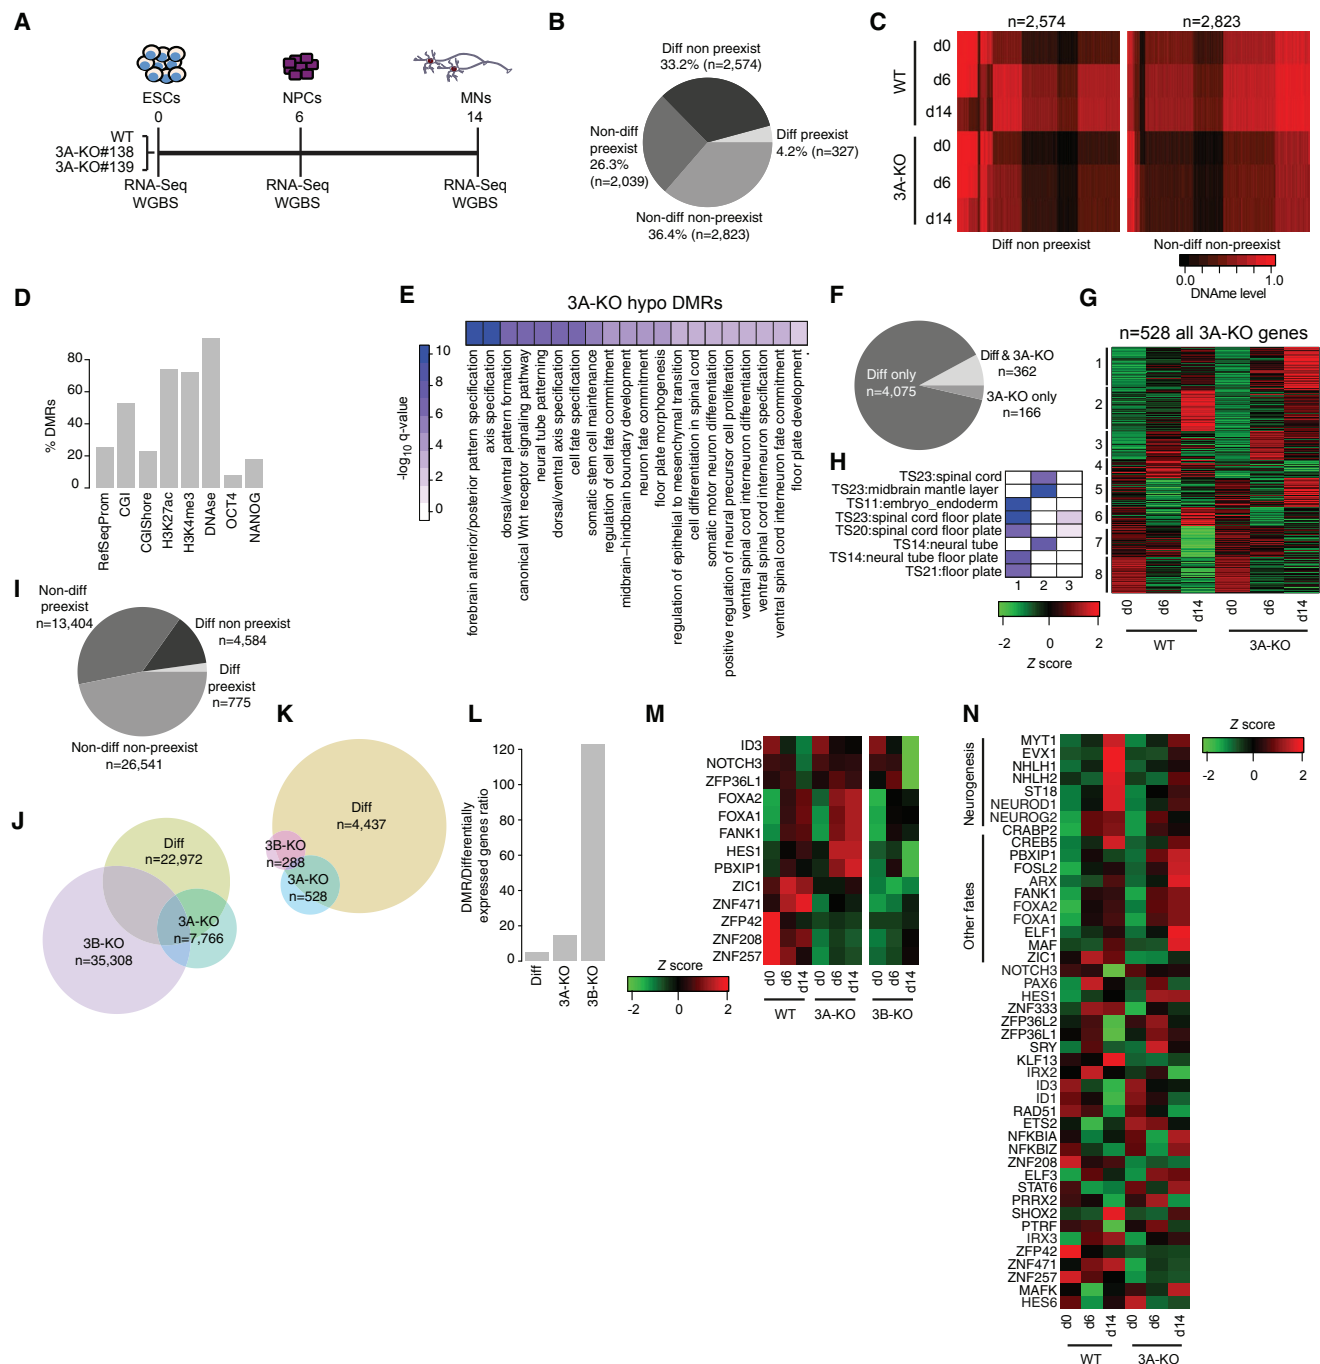 A
ESCs
NPCs
MNs
0
6
14
WT
3A-KO#138
3A-KO#139
RNA-Seq
WGBS
RNA-Seq
WGBS
RNA-Seq
WGBS
B
Diff non preexist
33.2% (n=2,574)
Non-diff
preexist
26.3%
(n=2,039)
Diff preexist
4.2% (n=327)
Non-diff non-preexist
36.4% (n=2,823)
C
n=2,574
n=2,823
WT
d0
d6
d14
3A-KO
d0
d6
d14
Diff non preexist
Non-diff non-preexist
0.0
1.0
DNAme level
D
% DMRs
80
60
40
20
0
RefSeqProm
CGI
CGIShore
H3K27ac
H3K4me3
DNAse
OCT4
NANOG
E
3A-KO hypo DMRs
-log10 q-value
10
8
6
4
2
0
forebrain anterior/posterior pattern specification
axis specification
dorsal/ventral pattern formation
canonical Wnt receptor signaling pathway
neural tube patterning
dorsal/ventral axis specification
cell fate specification
somatic stem cell maintenance
regulation of cell fate commitment
midbrain−hindbrain boundary development
neuron fate commitment
floor plate morphogenesis
regulation of epithelial to mesenchymal transition
cell differentiation in spinal cord
somatic motor neuron differentiation
positive regulation of neural precursor cell proliferation
ventral spinal cord interneuron differentiation
ventral spinal cord interneuron specification
ventral spinal cord interneuron fate commitment
floor plate development
F
Diff only
n=4,075
Diff & 3A-KO
n=362
3A-KO only
n=166
G
n=528 all 3A-KO genes
1
2
3
4
5
6
7
8
d0
d6
d14
d0
d6
d14
WT
3A-KO
-2
0
2
Z score
H
TS23:spinal cord
TS23:midbrain mantle layer
TS11:embryo_endoderm
TS23:spinal cord floor plate
TS20:spinal cord floor plate
TS14:neural tube
TS14:neural tube floor plate
TS21:floor plate
1
2
3
I
Non-diff
preexist
n=13,404
Diff non preexist
n=4,584
Diff
preexist
n=775
Non-diff non-preexist
n=26,541
J
Diff
n=22,972
3B-KO
n=35,308
3A-KO
n=7,766
K
Diff
n=4,437
3B-KO
n=288
3A-KO
n=528
L
DMR/Differentially
expressed genes ratio
120
100
80
60
40
20
0
Diff
3A-KO
3B-KO
M
ID3
NOTCH3
ZFP36L1
FOXA2
FOXA1
FANK1
HES1
PBXIP1
ZIC1
ZNF471
ZFP42
ZNF208
ZNF257
Z score
-2
0
2
d0
d6
d14
d0
d6
d14
d0
d6
d14
WT
3A-KO
3B-KO
N
Z score
-2
0
2
Neurogenesis
Other fates
MYT1
EVX1
NHLH1
NHLH2
ST18
NEUROD1
NEUROG2
CRABP2
CREB5
PBXIP1
FOSL2
ARX
FANK1
FOXA2
FOXA1
ELF1
MAF
ZIC1
NOTCH3
PAX6
HES1
ZNF333
ZFP36L2
ZFP36L1
SRY
KLF13
IRX2
ID3
ID1
RAD51
ETS2
NFKBIA
NFKBIZ
ZNF208
ELF3
STAT6
PRRX2
SHOX2
PTRF
IRX3
ZFP42
ZNF471
ZNF257
MAFK
HES6
d0
d6
d14
d0
d6
d14
WT
3A-KO